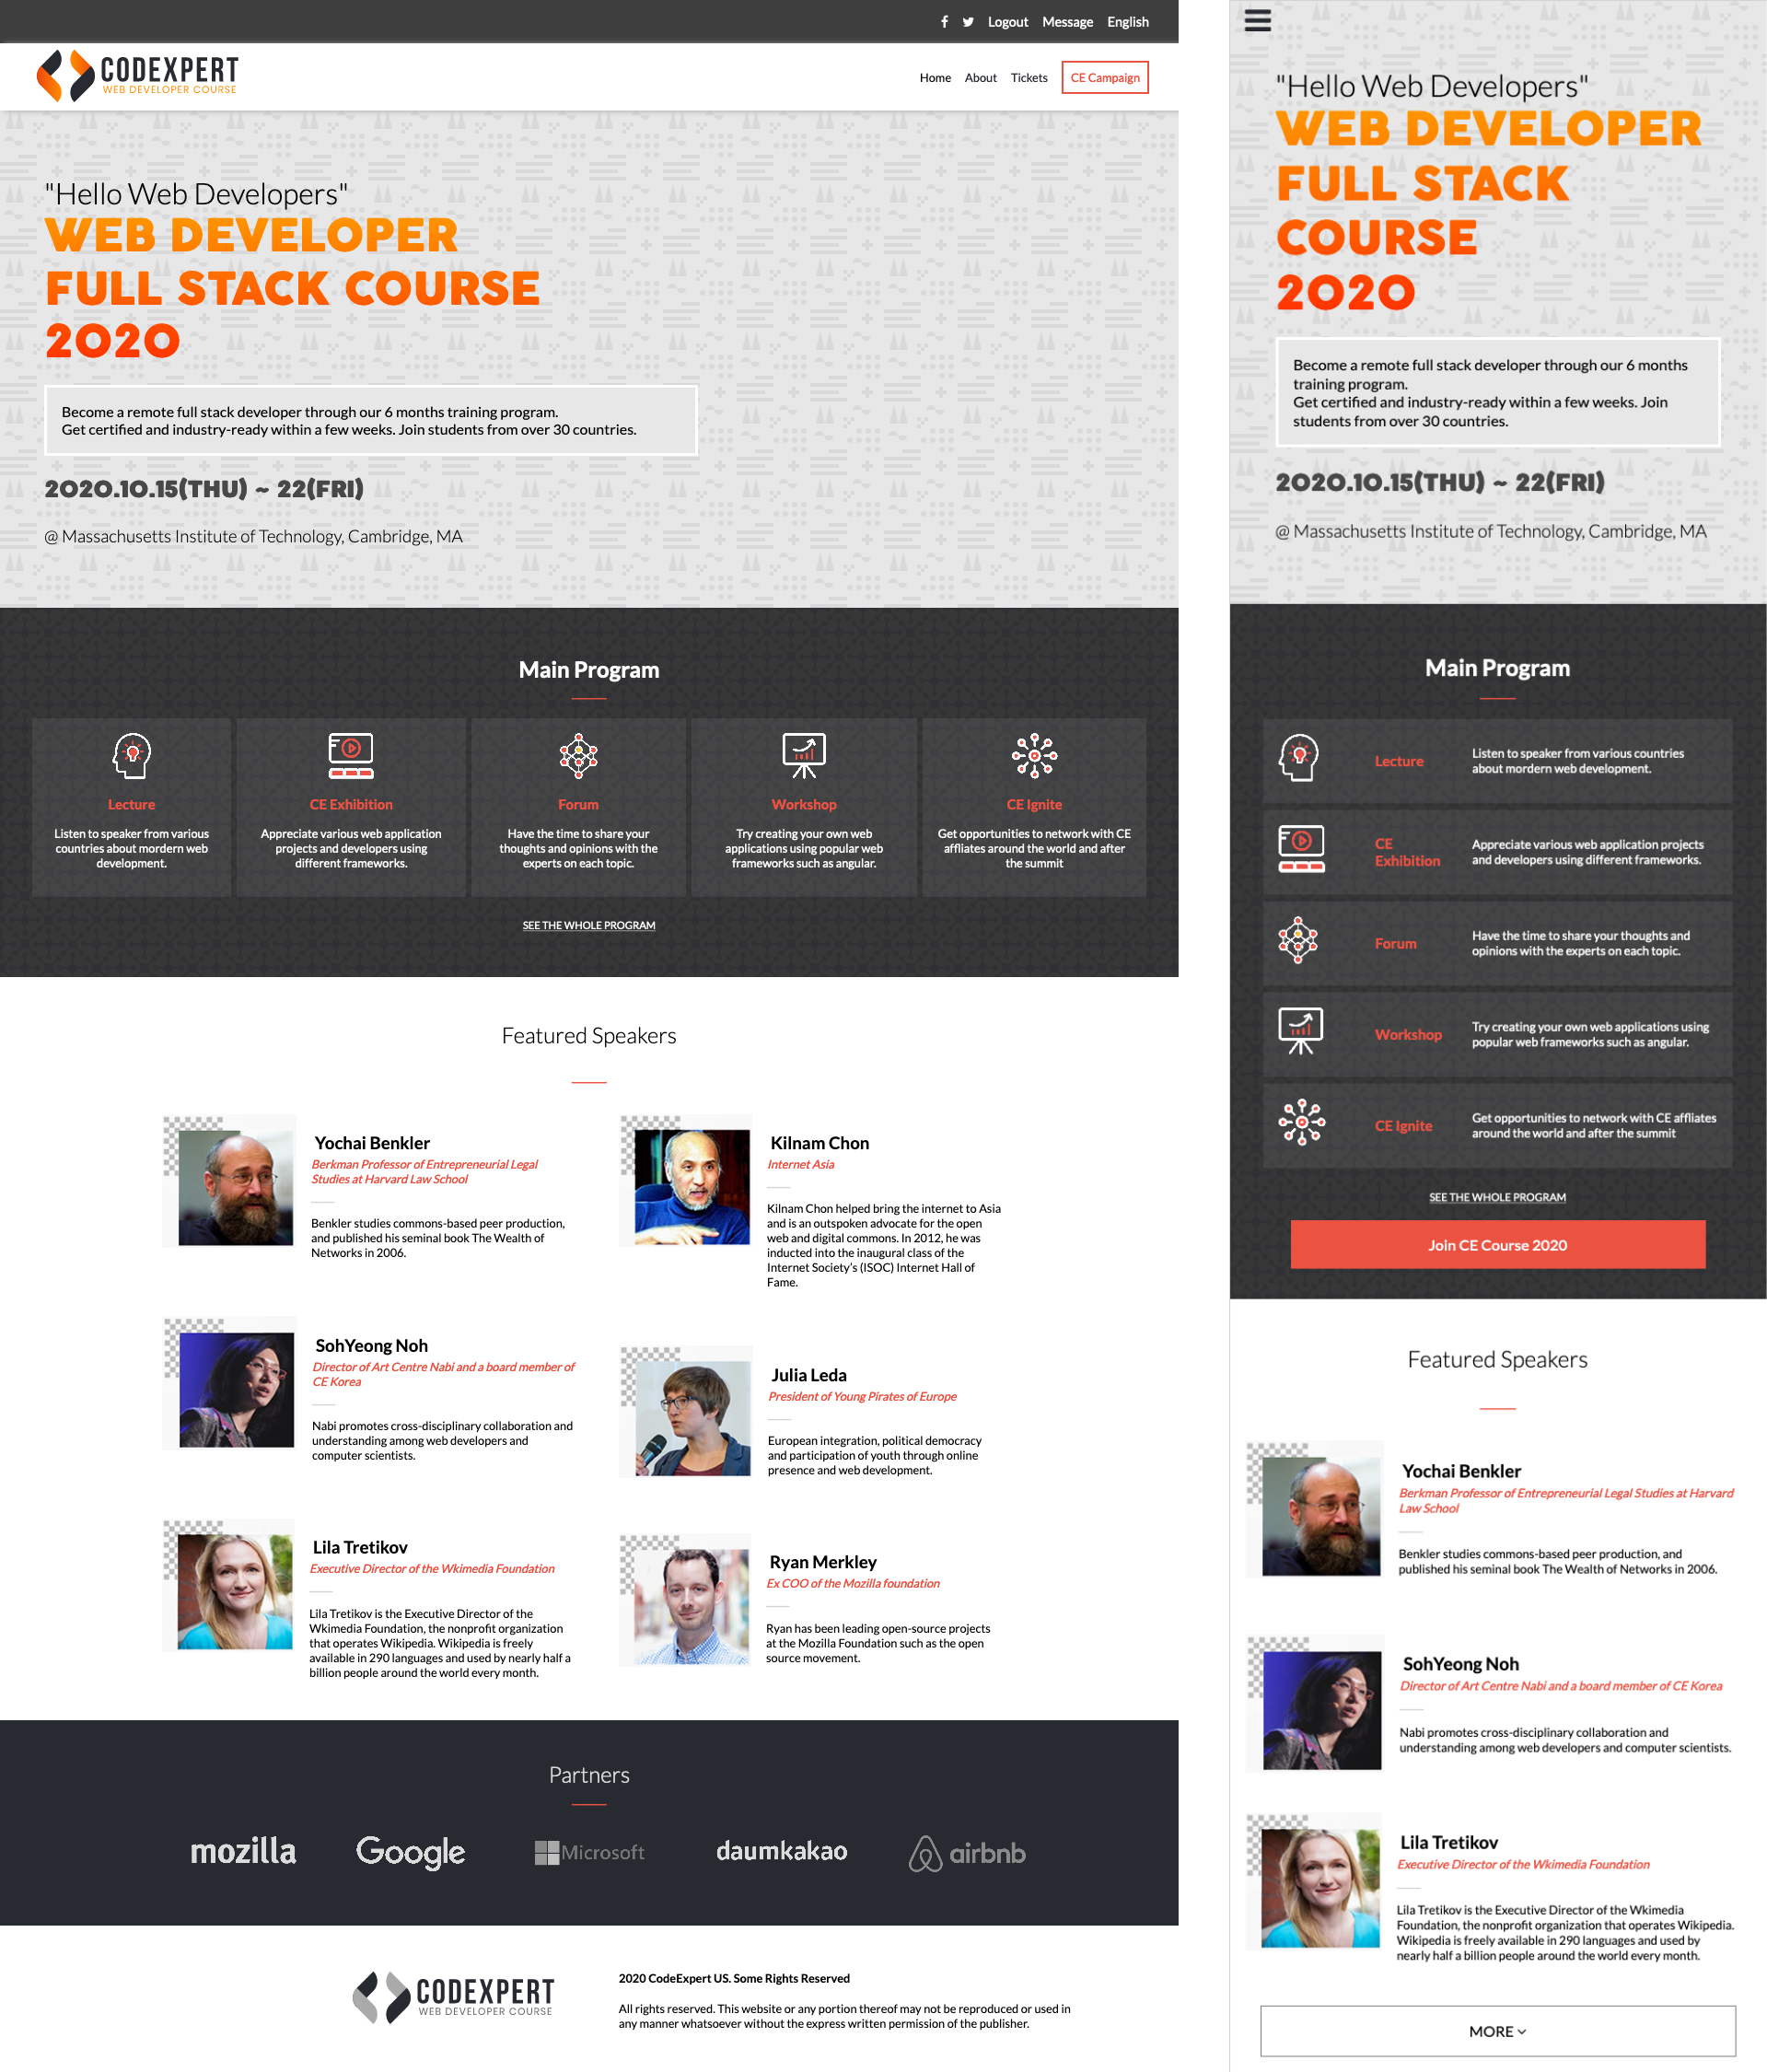 Logout Message English
CODEXPERT
WEB DEVELOPER COURSE
Home About Tickets CE Campaign
"Hello Web Developers"
WEB DEVELOPER
FULL STACK COURSE
2020
Become a remote full stack developer through our 6 months training program.
Get certified and industry-ready within a few weeks. Join students from over 30 countries.
2020.10.15(THU) ~ 22(FRI)
@ Massachusetts Institute of Technology, Cambridge, MA
Main Program
Lecture
Listen to speaker from various
countries about mordern web
development.
CE Exhibition
Appreciate various web application
projects and developers using
different frameworks.
Forum
Have the time to share your
thoughts and opinions with the
experts on each topic.
Workshop
Try creating your own web
applications using popular web
frameworks such as angular.
CE Ignite
Get opportunities to network with CE
affliates around the world and after
the summit
SEE THE WHOLE PROGRAM
Featured Speakers
Yochai Benkler
Berkman Professor of Entrepreneurial Legal
Studies at Harvard Law School
Benkler studies commons-based peer production,
and published his seminal book The Wealth of
Networks in 2006.
Kilnam Chon
Internet Asia
Kilnam Chon helped bring the internet to Asia
and is an outspoken advocate for the open
web and digital commons. In 2012, he was
inducted into the inaugural class of the
Internet Society's (ISOC) Internet Hall of
Fame.
SohYeong Noh
Director of Art Centre Nabi and a board member of
CE Korea
Nabi promotes cross-disciplinary collaboration and
understanding among web developers and
computer scientists.
Julia Leda
President of Young Pirates of Europe
European integration, political democracy
and participation of youth through online
presence and web development.
Lila Tretikov
Executive Director of the Wkimedia Foundation
Lila Tretikov is the Executive Director of the
Wkimedia Foundation, the nonprofit organization
that operates Wikipedia. Wikipedia is freely
available in 290 languages and used by nearly half a
billion people around the world every month.
Ryan Merkley
Ex COO of the Mozilla foundation
Ryan has been leading open-source projects
at the Mozilla Foundation such as the open
source movement.
Partners
mozilla Google Microsoft daumkakao airbnb
CODEXPERT
WEB DEVELOPER COURSE
2020 CodeExpert US. Some Rights Reserved
All rights reserved. This website or any portion thereof may not be reproduced or used in
any manner whatsoever without the express written permission of the publisher.
"Hello Web Developers"
WEB DEVELOPER
FULL STACK
COURSE
2020
Become a remote full stack developer through our 6 months
training program.
Get certified and industry-ready within a few weeks. Join
students from over 30 countries.
2020.10.15(THU) ~ 22(FRI)
@ Massachusetts Institute of Technology, Cambridge, MA
Main Program
Lecture
Listen to speaker from various countries
about mordern web development.
CE
Exhibition
Appreciate various web application projects
and developers using different frameworks.
Forum
Have the time to share your thoughts and
opinions with the experts on each topic.
Workshop
Try creating your own web applications using
popular web frameworks such as angular.
CE Ignite
Get opportunities to network with CE affliates
around the world and after the summit
SEE THE WHOLE PROGRAM
Join CE Course 2020
Featured Speakers
Yochai Benkler
Berkman Professor of Entrepreneurial Legal Studies at Harvard
Law School
Benkler studies commons-based peer production, and
published his seminal book The Wealth of Networks in 2006.
SohYeong Noh
Director of Art Centre Nabi and a board member of CE Korea
Nabi promotes cross-disciplinary collaboration and
understanding among web developers and computer scientists.
Lila Tretikov
Executive Director of the Wkimedia Foundation
Lila Tretikov is the Executive Director of the Wkimedia
Foundation, the nonprofit organization that operates Wikipedia.
Wikipedia is freely available in 290 languages and used by
nearly half a billion people around the world every month.
MORE